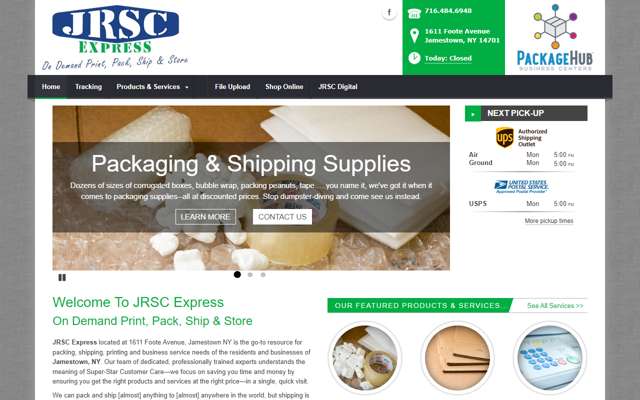 JRSC
EXPRESS
On Demand Print, Pack, Ship & Store
716.484.6948
1611 Foote Avenue
Jamestown, NY 14701
Today: Closed
PACKAGEHUB
BUSINESS CENTERS
Home Tracking Products & Services File Upload Shop Online JRSC Digital
Packaging & Shipping Supplies
Dozens of sizes of corrugated boxes, bubble wrap, packing peanuts, tape.....you name it, we've got it when it
comes to packaging supplies--all at discounted prices. Stop dumpster-diving and come see us instead.
LEARN MORE CONTACT US
NEXT PICK-UP
ups Authorized
Shipping
Outlet
Air Mon 5:00 PM
Ground Mon 5:00 PM
UNITED STATES
POSTAL SERVICE
Approved Postal Provider
USPS Mon 5:00 PM
More pickup times
Welcome To JRSC Express
On Demand Print, Pack, Ship & Store
JRSC Express located at 1611 Foote Avenue, Jamestown NY is the go-to resource for
packing, shipping, printing and business service needs of the residents and businesses of
Jamestown, NY. Our team of dedicated, professionally trained experts understands the
meaning of Super-Star Customer Care—we focus on saving you time and money by
ensuring you get the right products and services at the right price—in a single, quick visit.
We can pack and ship [almost] anything to [almost] anywhere in the world, but shipping is
OUR FEATURED PRODUCTS & SERVICES...
See All Services >>